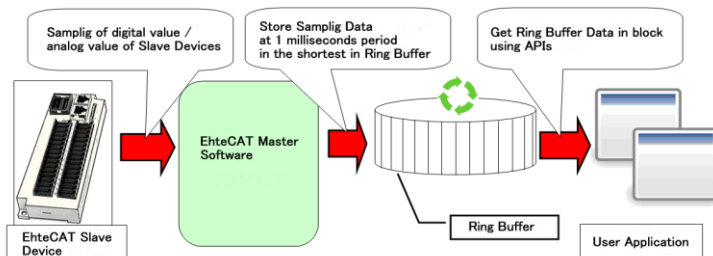 Samplig of digital value /
analog value of Slave Devices
Store Samplig Data
at 1 milliseconds period
in the shortest in Ring Buffer
Get Ring Buffer Data in block
using APIs
EhteCAT Master
Software
Ring Buffer
EhteCAT Slave
Device
User Application